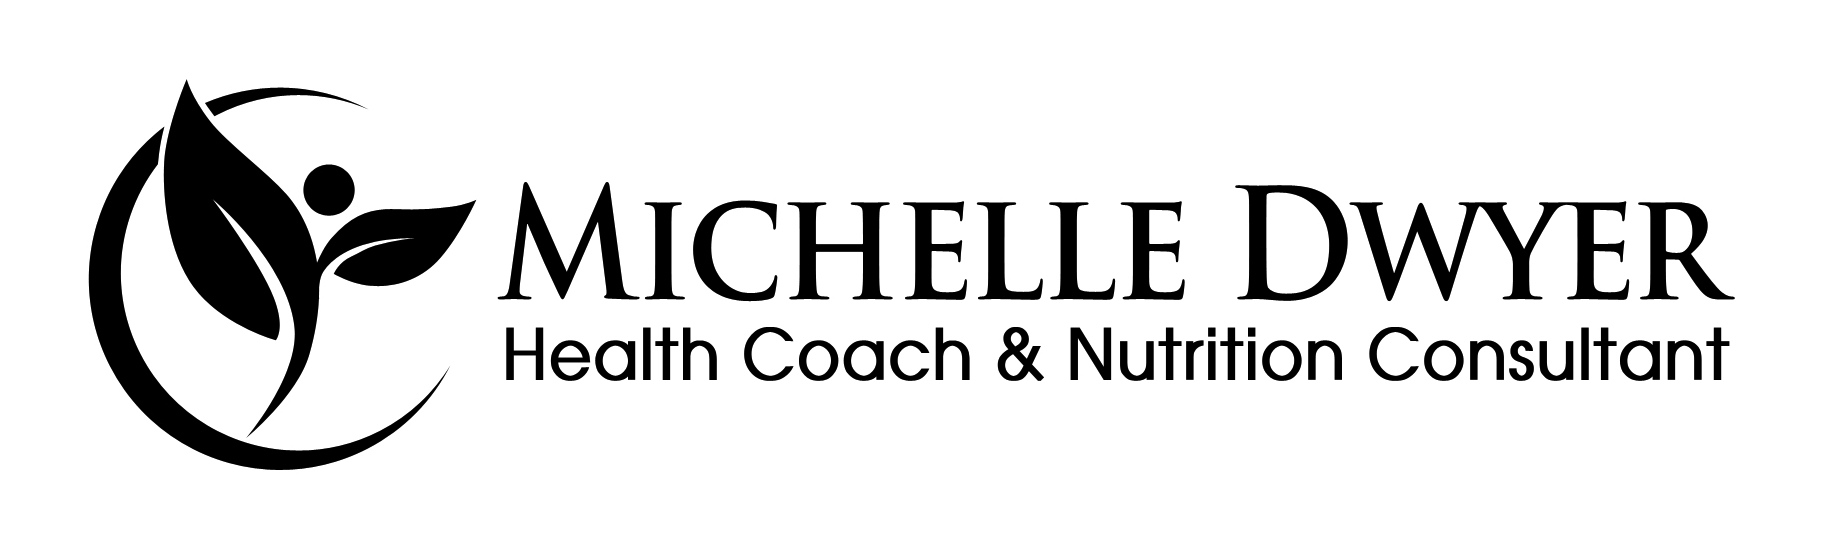 MICHELLE DWYER
Health Coach & Nutrition Consultant